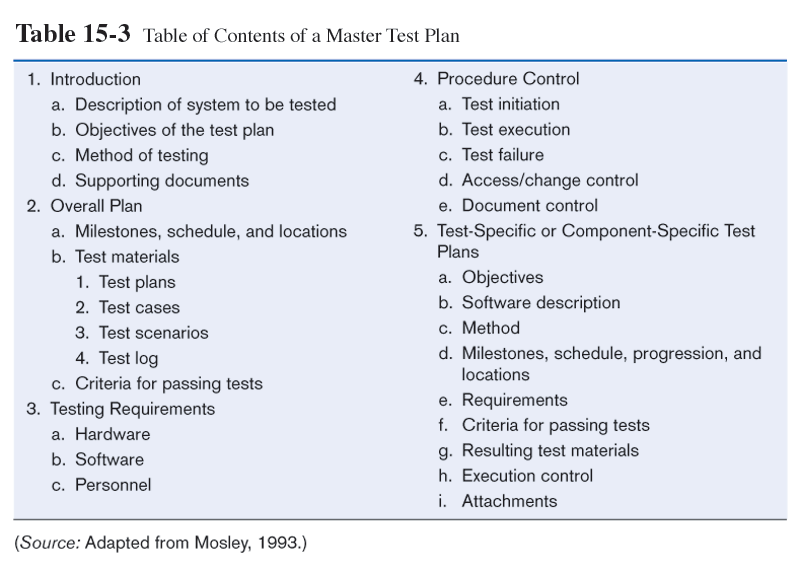 Table 15-3 Table of Contents of a Master Test Plan
1. Introduction
a. Description of system to be tested
b. Objectives of the test plan
c. Method of testing
d. Supporting documents
2. Overall Plan
a. Milestones, schedule, and locations
b. Test materials
1. Test plans
2. Test cases
3. Test scenarios
4. Test log
c. Criteria for passing tests
3. Testing Requirements
a. Hardware
b. Software
c. Personnel
4. Procedure Control
a. Test initiation
b. Test execution
c. Test failure
d. Access/change control
e. Document control
5. Test-Specific or Component-Specific Test
Plans
a. Objectives
b. Software description
c. Method
d. Milestones, schedule, progression, and
locations
e. Requirements
f. Criteria for passing tests
g. Resulting test materials
h. Execution control
i. Attachments
(Source: Adapted from Mosley, 1993.)